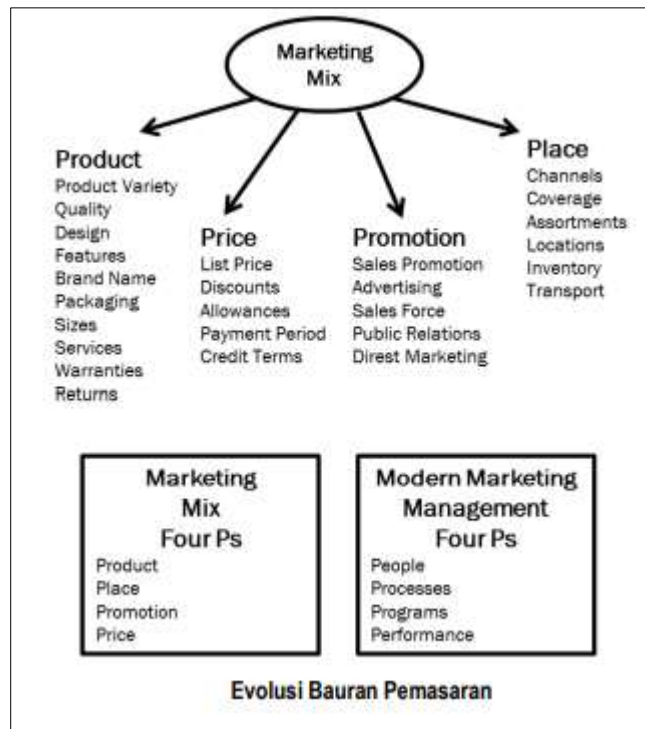 Marketing
Mix
Product
Product Variety
Quality
Design
Features
Brand Name
Packaging
Sizes
Services
Warranties
Returns
Price
List Price
Discounts
Allowances
Payment Period
Credit Terms
Promotion
Sales Promotion
Advertising
Sales Force
Public Relations
Direst Marketing
Place
Channels
Coverage
Assortments
Locations
Inventory
Transport
Marketing
Mix
Four Ps
Product
Place
Promotion
Price
Modern Marketing
Management
Four Ps
People
Processes
Programs
Performance
Evolusi Bauran Pemasaran